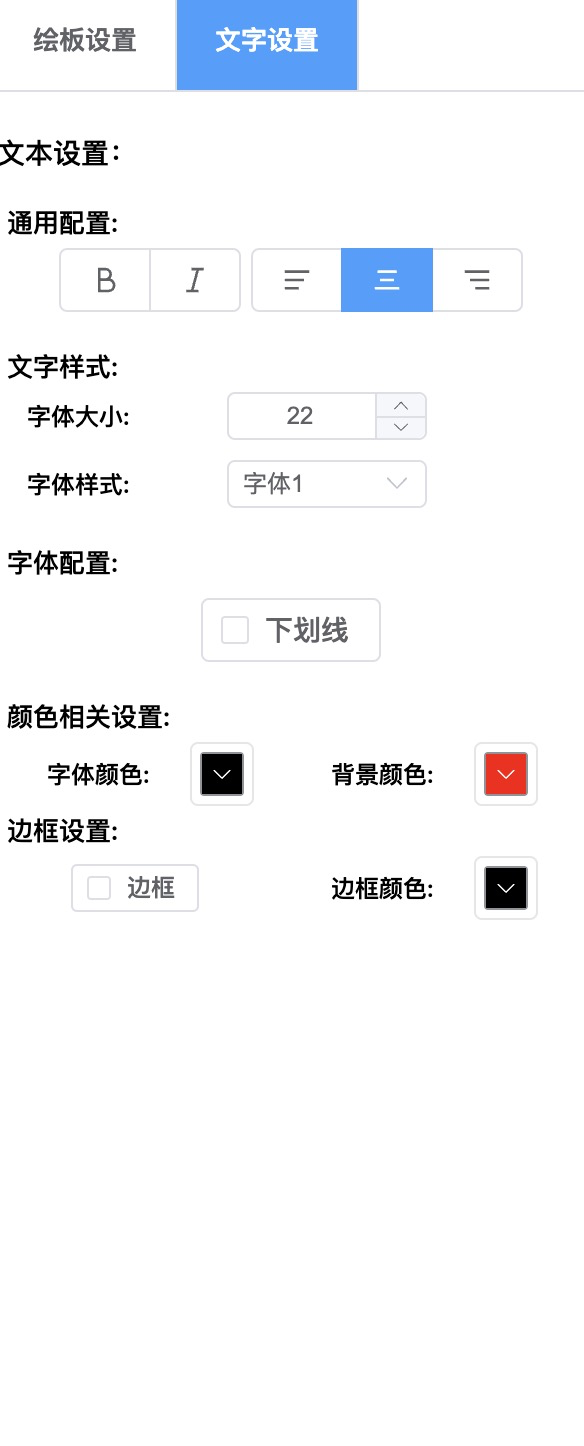 绘板设置 文字设置
文本设置：
通用配置:
B I
文字样式:
字体大小: 22
字体样式: 字体1
字体配置:
下划线
颜色相关设置:
字体颜色: 背景颜色:
边框设置:
边框 边框颜色: